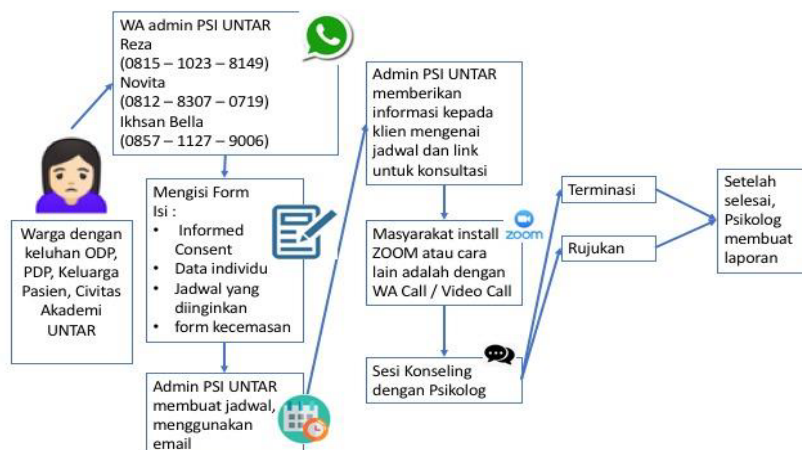 WA admin PSI UNTAR
Reza
(0815 – 1023 – 8149)
Novita
(0812 – 8307 – 0719)
Ikhsan Bella
(0857 – 1127 – 9006)
Warga dengan
keluhan ODP,
PDP, Keluarga
Pasien, Civitas
Akademi
UNTAR
Mengisi Form
Isi :
• Informed
Consent
• Data individu
• Jadwal yang
diinginkan
• form kecemasan
Admin PSI UNTAR
membuat jadwal,
menggunakan
email
Admin PSI UNTAR
memberikan
informasi kepada
klien mengenai
jadwal dan link
untuk konsultasi
Masyarakat install
ZOOM atau cara
lain adalah dengan
WA Call / Video Call
zoom
Sesi Konseling
dengan Psikolog
Terminasi
Rujukan
Setelah
selesai,
Psikolog
membuat
laporan